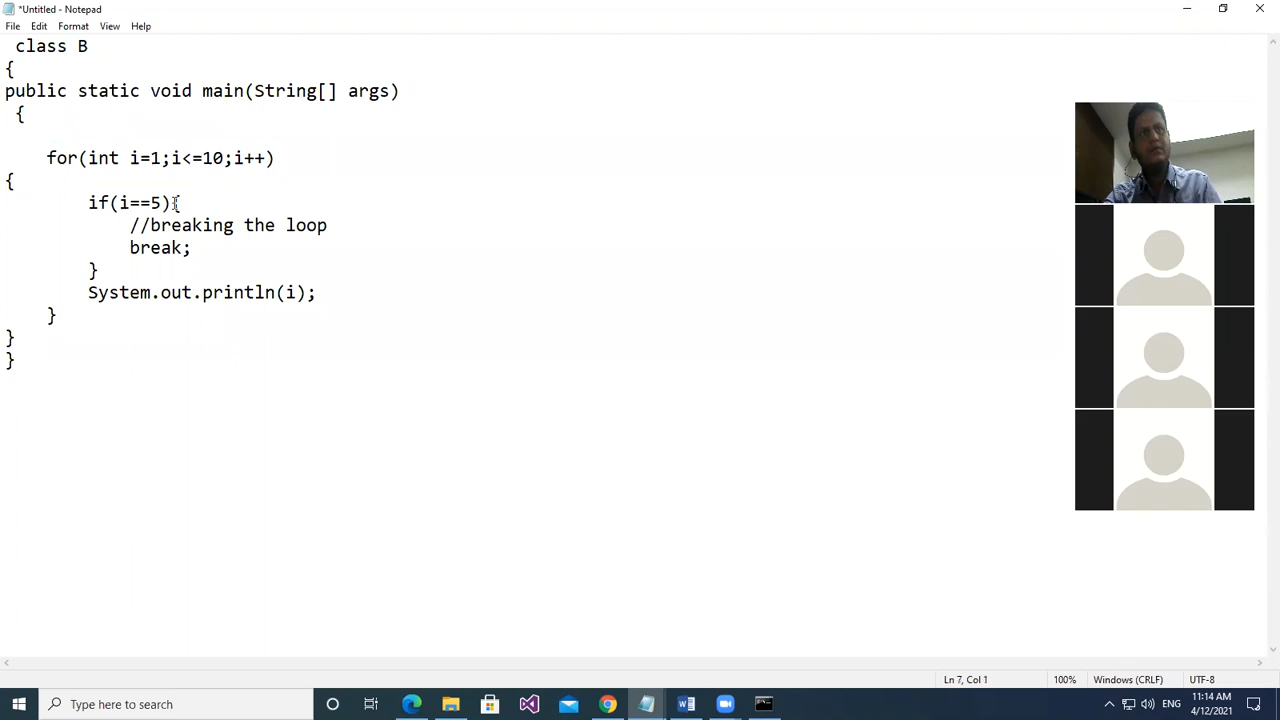 *Untitled - Notepad
File Edit Format View Help
class B
{
public static void main(String[] args)
{
for(int i=1;i<=10;i++)
{
if(i==5){
//breaking the loop
break;
}
System.out.println(i);
}
}
}
Ln 7, Col 1 100% Windows (CRLF) UTF-8
Type here to search ENG 11:14 AM
4/12/2021